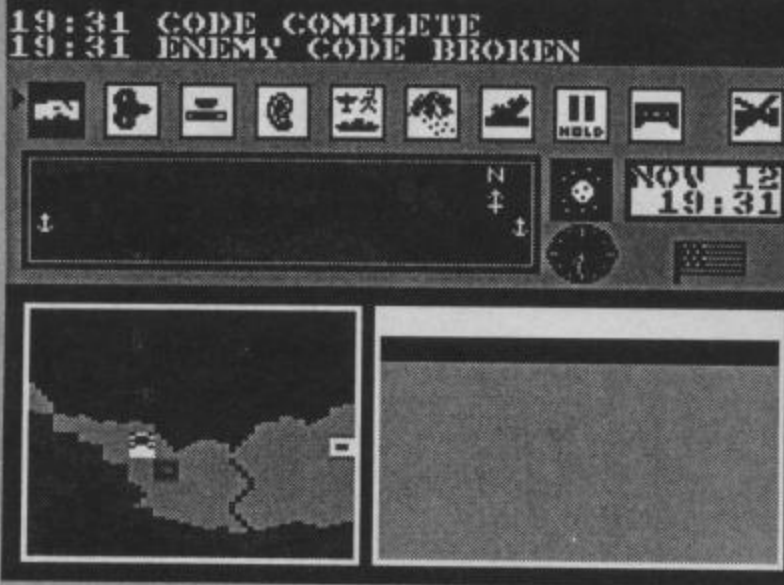 19:31 CODE COMPLETE
19:31 ENEMY CODE BROKEN
HOLD
N
NOV 12
19:31